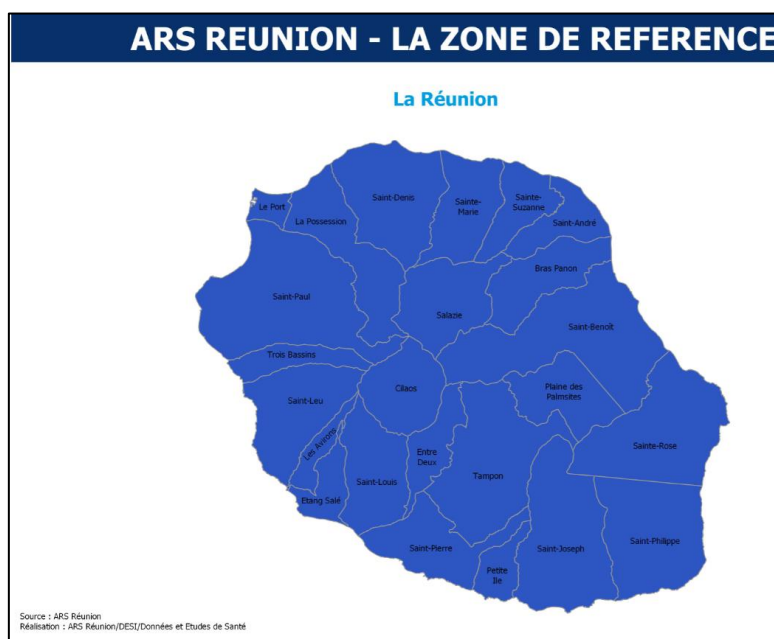 ARS REUNION - LA ZONE DE REFERENCE
La Réunion
Saint-Denis
Sainte-
Marie
Sainte-
Suzanne
Le Port
La Possession
Saint-André
Bras Panon
Saint-Paul
Salazie
Saint-Benoît
Trois Bassins
Cilaos
Plaine des
Palmsites
Saint-Leu
Les Avirons
Entre
Deux
Sainte-Rose
Saint-Louis
Tampon
Etang Salé
Saint-Pierre
Saint-Joseph
Saint-Philippe
Petite
Ile
Source : ARS Réunion
Réalisation : ARS Réunion/DESI/Données et Etudes de Santé